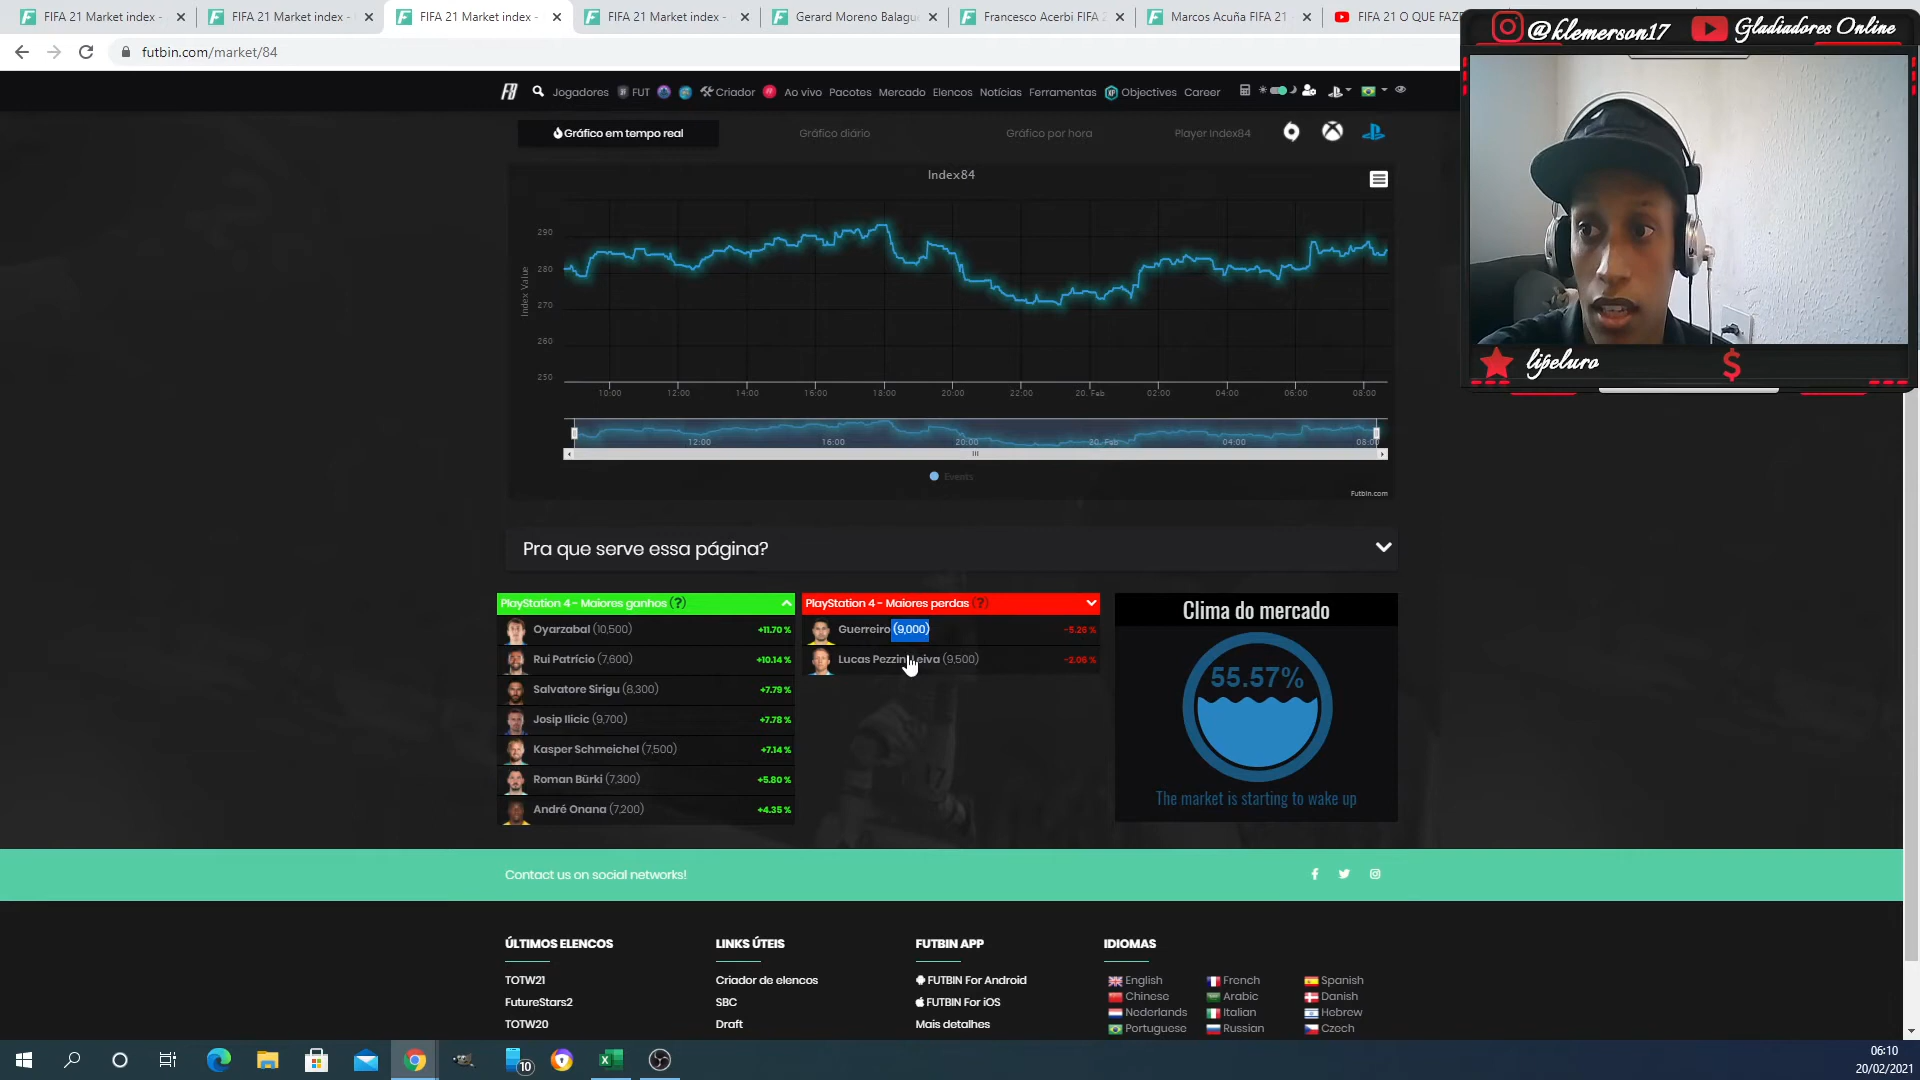 FIFA 21 Market index -
FIFA 21 Market index -
FIFA 21 Market index -
FIFA 21 Market index -
Gerard Moreno Balague
Francesco Acerbi FIFA 2
Marcos Acuña FIFA 21
FIFA 21 O QUE FAZE
futbin.com/market/84
@klemerson17
Gladiadores Online
Jogadores
FUT
Criador
Ao vivo
Pacotes
Mercado
Elencos
Notícias
Ferramentas
Objectives
Career
Gráfico em tempo real
Gráfico diário
Gráfico por hora
Player Index84
Index84
Index Value
290
280
270
260
250
10:00
12:00
14:00
16:00
18:00
20:00
22:00
20. Feb
02:00
04:00
06:00
08:00
12:00
16:00
20:00
20. Feb
04:00
08:00
Events
Futbin.com
lipeluro
$
Pra que serve essa página?
PlayStation 4 - Maiores ganhos (?)
Oyarzabal (10,500) +11.70 %
Rui Patrício (7,600) +10.14 %
Salvatore Sirigu (8,300) +7.79 %
Josip Ilicic (9,700) +7.78 %
Kasper Schmeichel (7,500) +7.14 %
Roman Bürki (7,300) +5.80 %
André Onana (7,200) +4.35 %
PlayStation 4 - Maiores perdas (?)
Guerreiro (9,000) -5.26 %
Lucas Pezzini Leiva (9,500) -2.06 %
Clima do mercado
55.57%
The market is starting to wake up
Contact us on social networks!
ÚLTIMOS ELENCOS
TOTW21
FutureStars2
TOTW20
LINKS ÚTEIS
Criador de elencos
SBC
Draft
FUTBIN APP
FUTBIN For Android
FUTBIN For iOS
Mais detalhes
IDIOMAS
English
French
Spanish
Chinese
Arabic
Danish
Nederlands
Italian
Hebrew
Portuguese
Russian
Czech
10
06:10
20/02/2021